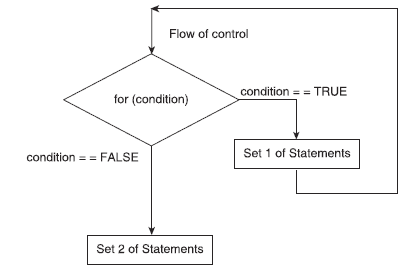 Flow of control
for (condition)
condition = = TRUE
Set 1 of Statements
condition = = FALSE
Set 2 of Statements